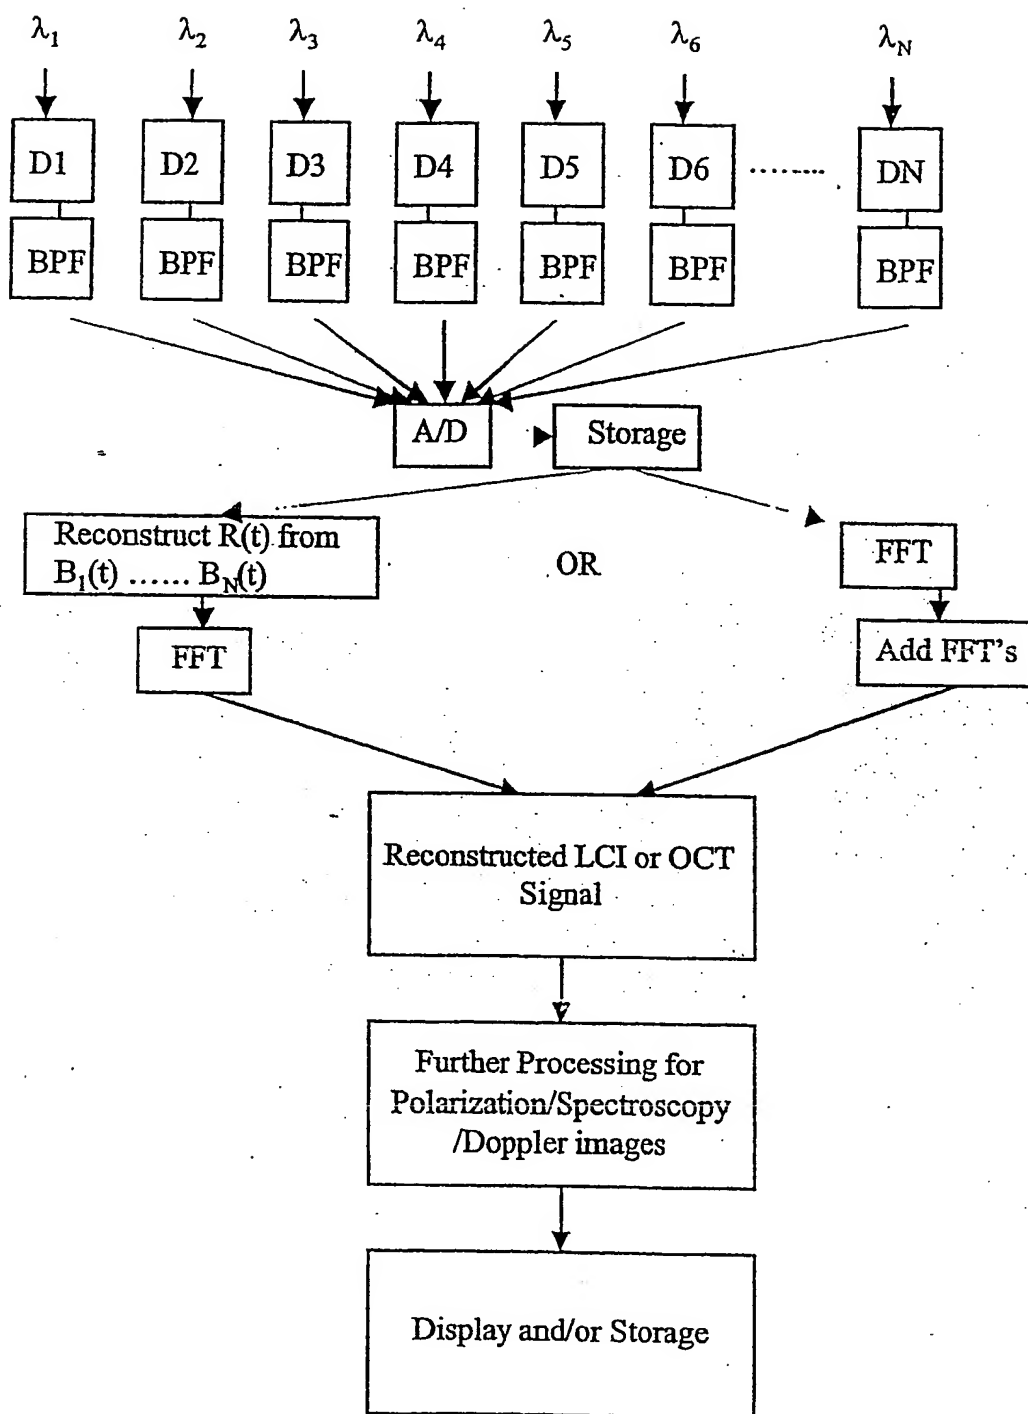 λ1 λ2 λ3 λ4 λ5 λ6 λN
D1 D2 D3 D4 D5 D6 ........ DN
BPF BPF BPF BPF BPF BPF BPF
A/D
Storage
Reconstruct R(t) from
B1(t) ...... BN(t)
OR
FFT
FFT
Add FFT's
Reconstructed LCI or OCT
Signal
Further Processing for
Polarization/Spectroscopy
/Doppler images
Display and/or Storage